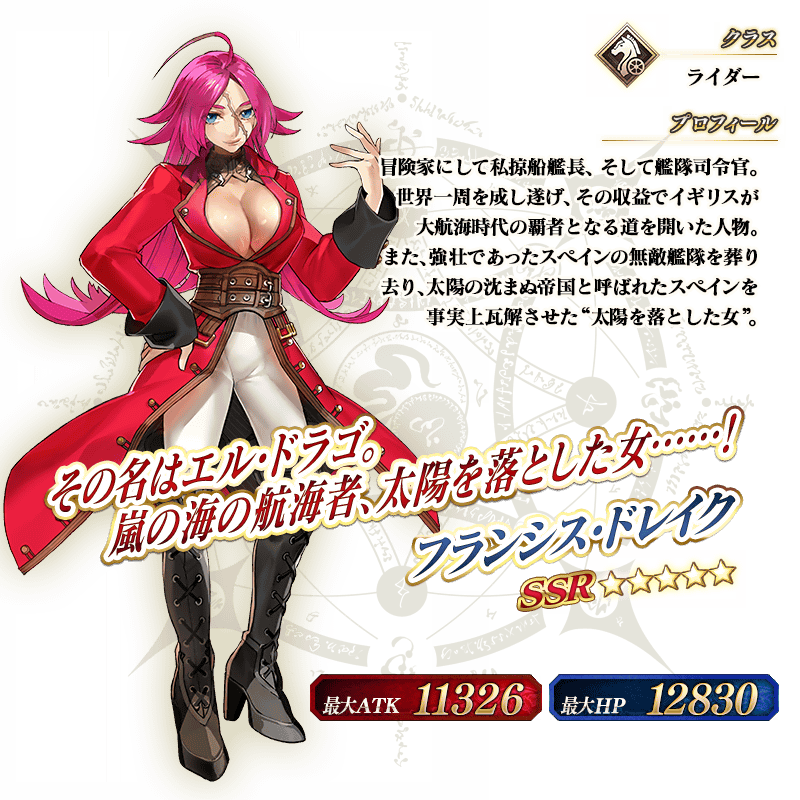 クラス
ライダー
プロフィール
冒険家にして私掠船艦長、そして艦隊司令官。
世界一周を成し遂げ、その収益でイギリスが
大航海時代の覇者となる道を開いた人物。
また、強壮であったスペインの無敵艦隊を葬り
去り、太陽の沈まぬ帝国と呼ばれたスペインを
事実上瓦解させた“太陽を落とした女”。
その名はエル・ドラゴ。
嵐の海の航海者、太陽を落とした女……！
フランシス・ドレイク
SSR ☆☆☆☆☆
最大ATK 11326
最大HP 12830